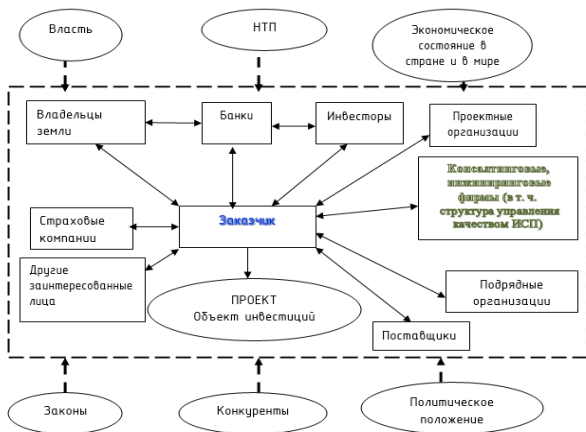 Власть
НТП
Экономическое
состояние в
стране и в мире
Владельцы
земли
Банки
Инвесторы
Проектные
организации
Консалтинговые,
инжиниринговые
фирмы (в т. ч.
структура управления
качеством ИСП)
Страховые
компании
Заказчик
Другие
заинтересованные
лица
ПРОЕКТ
Объект инвестиций
Подрядные
организации
Поставщики
Законы
Конкуренты
Политическое
положение